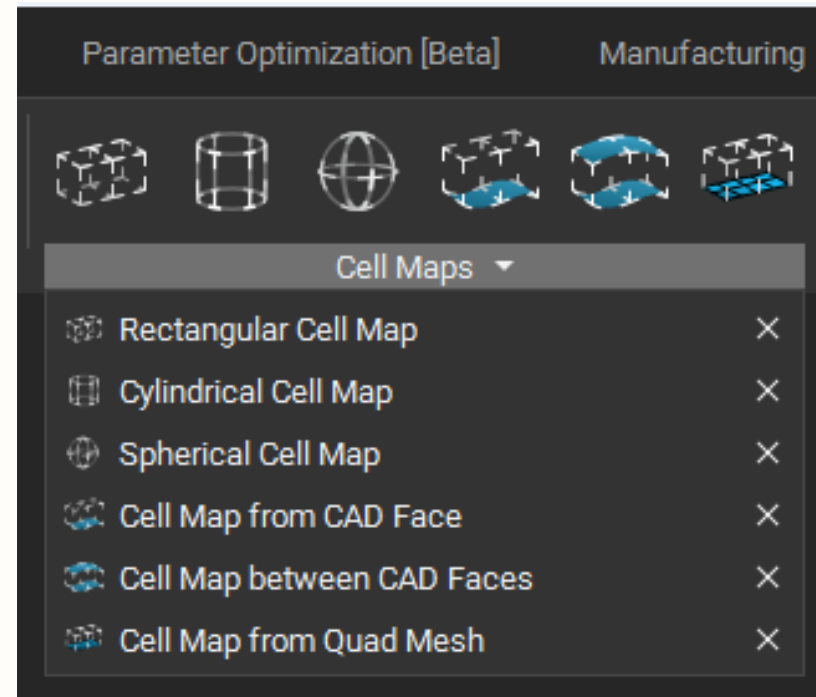 Parameter Optimization [Beta] Manufacturing
Cell Maps
Rectangular Cell Map
Cylindrical Cell Map
Spherical Cell Map
Cell Map from CAD Face
Cell Map between CAD Faces
Cell Map from Quad Mesh